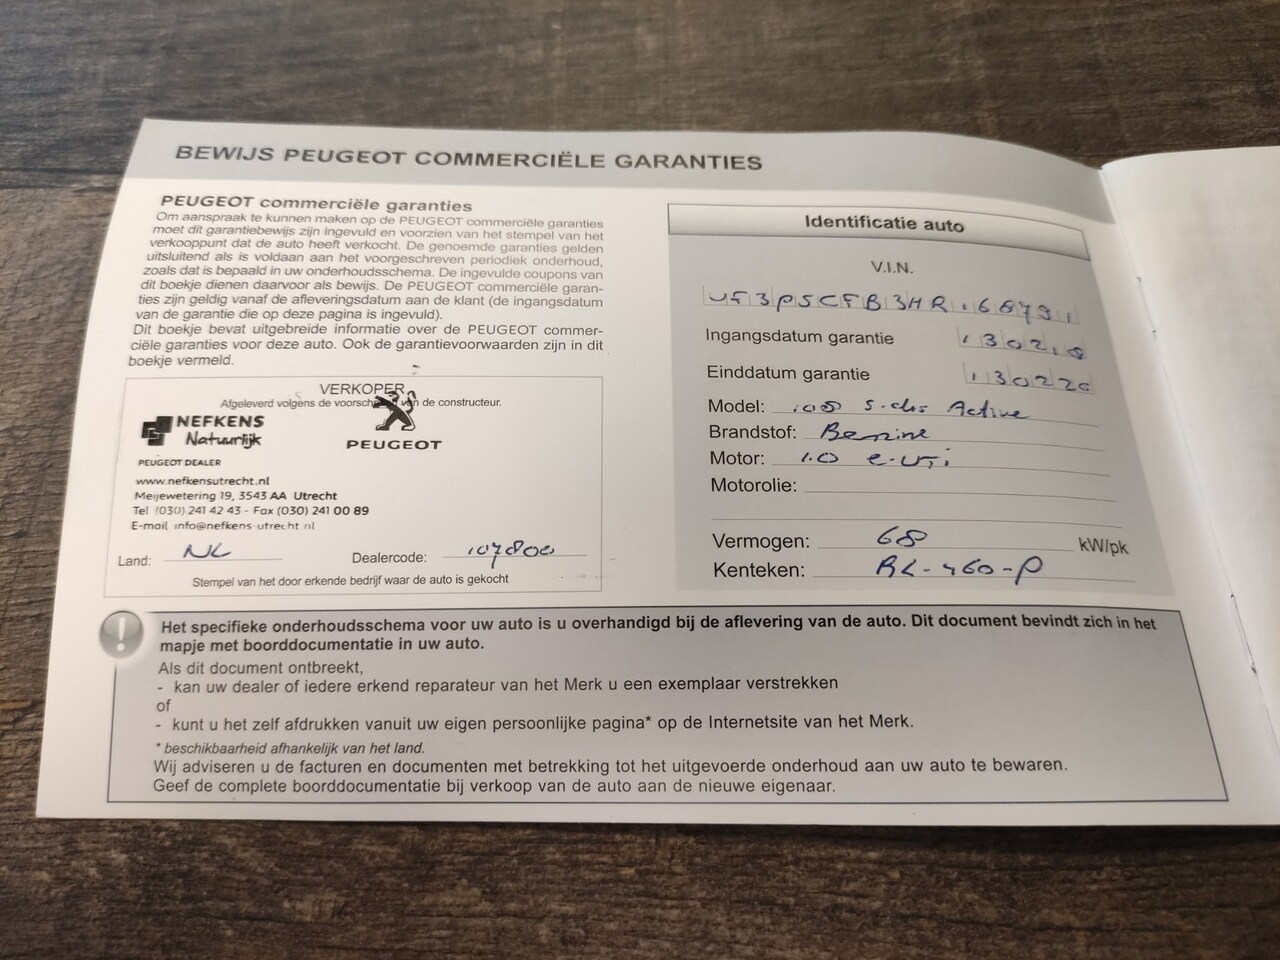 BEWIJS PEUGEOT COMMERCIËLE GARANTIES
PEUGEOT commerciële garanties
Om aanspraak te kunnen maken op de PEUGEOT commerciële garanties
moet dit garantiebewijs zijn ingevuld en voorzien van het stempel van het
verkooppunt dat de auto heeft verkocht. De genoemde garanties gelden
uitsluitend als is voldaan aan het voorgeschreven periodiek onderhoud,
zoals dat is bepaald in uw onderhoudsschema. De ingevulde coupons van
dit boekje dienen daarvoor als bewijs. De PEUGEOT commerciële garan-
ties zijn geldig vanaf de afleveringsdatum aan de klant (de ingangsdatum
van de garantie die op deze pagina is ingevuld).
Dit boekje bevat uitgebreide informatie over de PEUGEOT commer-
ciële garanties voor deze auto. Ook de garantievoorwaarden zijn in dit
boekje vermeld.
VERKOPER
Afgeleverd volgens de voorschr van de constructeur.
NEFKENS
Natuurlijk
PEUGEOT
PEUGEOT DEALER
www.nefkensutrecht.nl
Meijewetering 19, 3543 AA Utrecht
Tel (030) 241 42 43 - Fax (030) 241 00 89
E-mail info@nefkens-utrecht nl
Land: NL
Dealercode: 107800
Stempel van het door erkende bedrijf waar de auto is gekocht
Identificatie auto
V.I.N.
VF3P5CFB3HR168791
Ingangsdatum garantie 130218
Einddatum garantie 130220
Model: 108 5-drs Active
Brandstof: Benzine
Motor: 1.0 e-VTi
Motorolie:
Vermogen: 68 kW/pk
Kenteken: RL-460-P
Het specifieke onderhoudsschema voor uw auto is u overhandigd bij de aflevering van de auto. Dit document bevindt zich in het
mapje met boorddocumentatie in uw auto.
Als dit document ontbreekt,
- kan uw dealer of iedere erkend reparateur van het Merk u een exemplaar verstrekken
of
- kunt u het zelf afdrukken vanuit uw eigen persoonlijke pagina* op de Internetsite van het Merk.
* beschikbaarheid afhankelijk van het land.
Wij adviseren u de facturen en documenten met betrekking tot het uitgevoerde onderhoud aan uw auto te bewaren.
Geef de complete boorddocumentatie bij verkoop van de auto aan de nieuwe eigenaar.